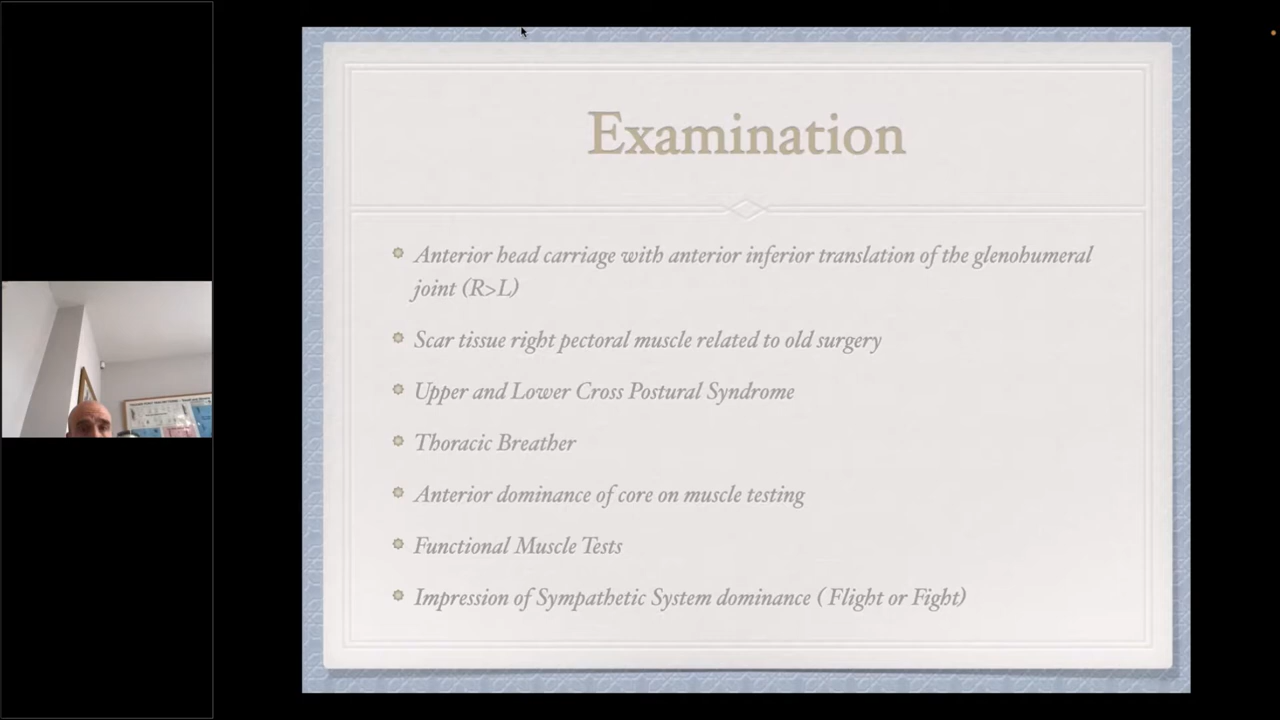 Examination
Anterior head carriage with anterior inferior translation of the glenohumeral
joint (R>L)
Scar tissue right pectoral muscle related to old surgery
Upper and Lower Cross Postural Syndrome
Thoracic Breather
Anterior dominance of core on muscle testing
Functional Muscle Tests
Impression of Sympathetic System dominance ( Flight or Fight)